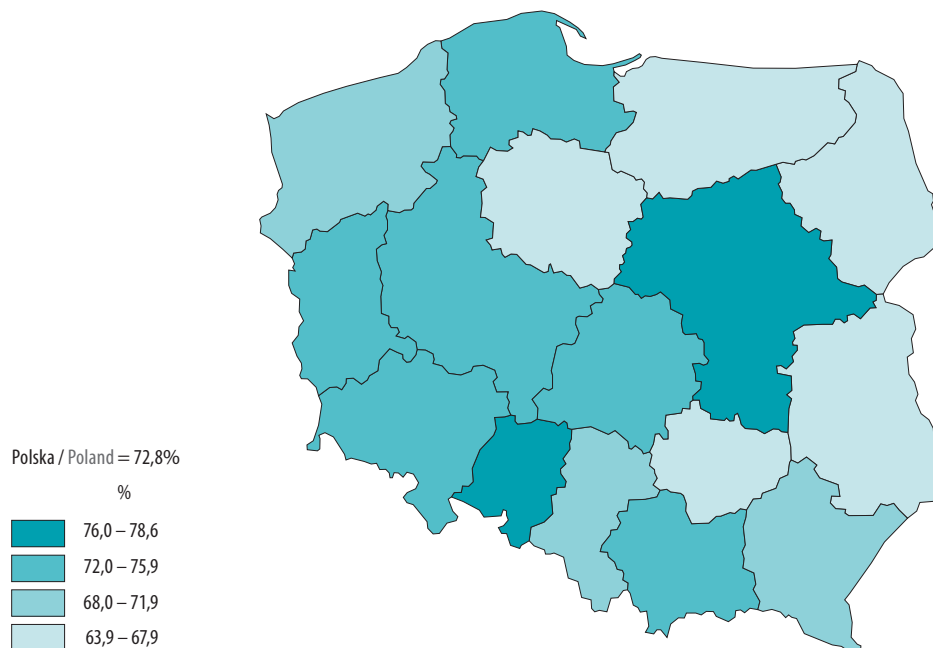 Polska / Poland = 72,8%
%
76,0 – 78,6
72,0 – 75,9
68,0 – 71,9
63,9 – 67,9